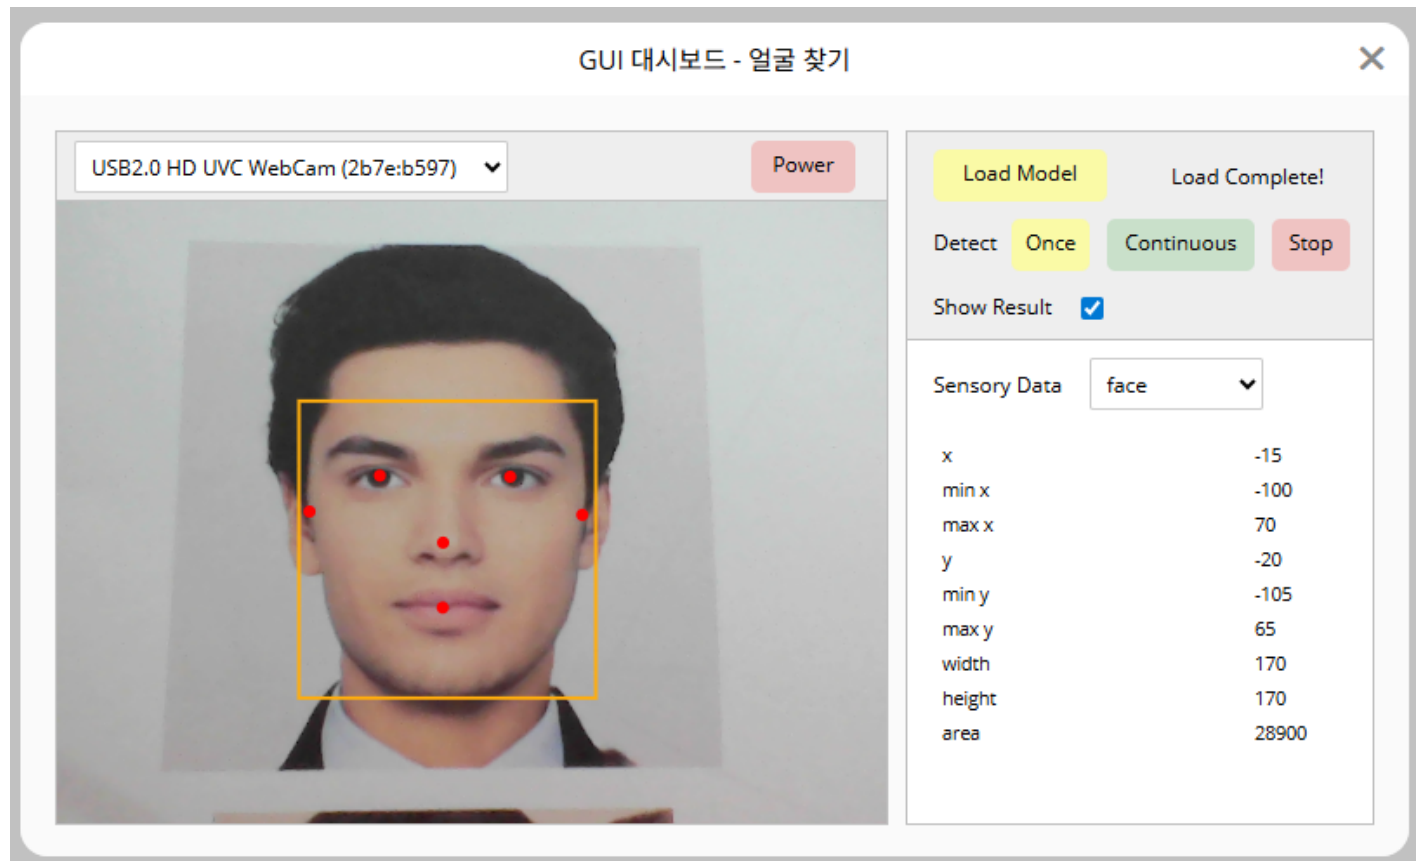 GUI 대시보드 - 얼굴 찾기
USB2.0 HD UVC WebCam (2b7e:b597)
Power
Load Model
Load Complete!
Detect
Once
Continuous
Stop
Show Result
Sensory Data
face
x -15
min x -100
max x 70
y -20
min y -105
max y 65
width 170
height 170
area 28900